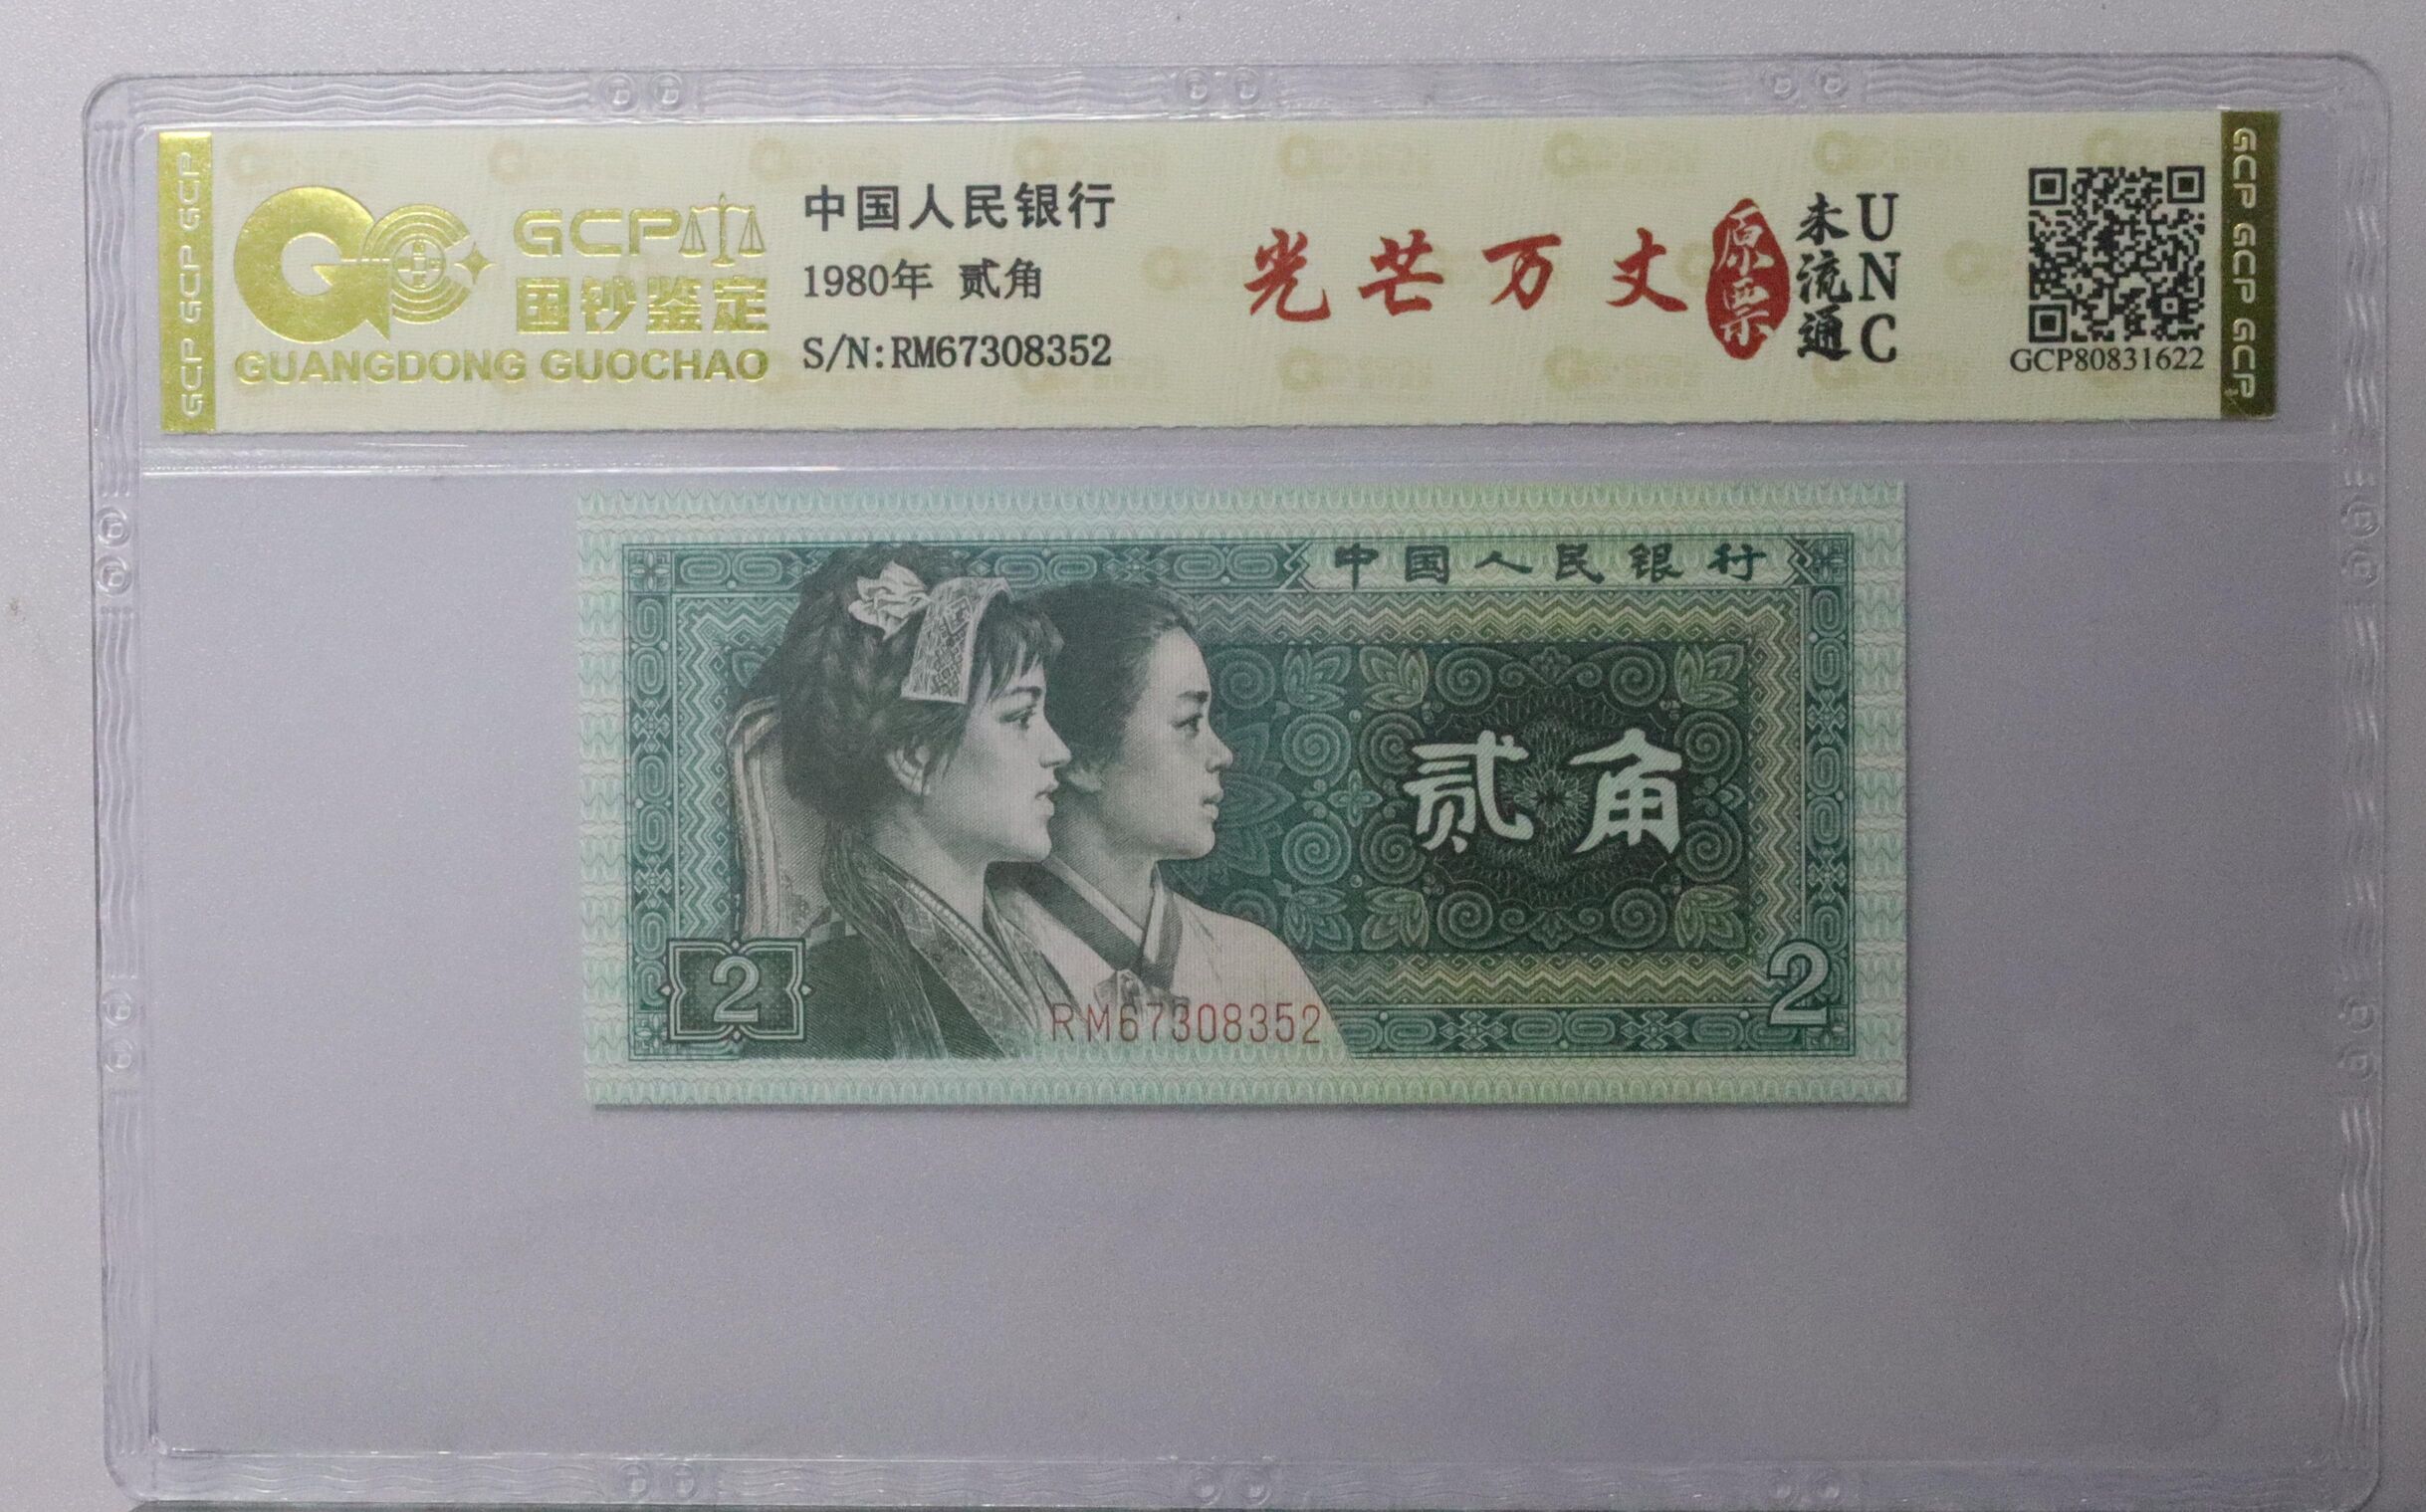 GCP GCP GCP
GCP
国钞鉴定
GUANGDONG GUOCHAO
中国人民银行
1980年 贰角
S/N:RM67308352
光芒万丈
原票
未流通
UNC
GCP80831622
GCP GCP GCP
中国人民银行
贰角
2
2
RM67308352